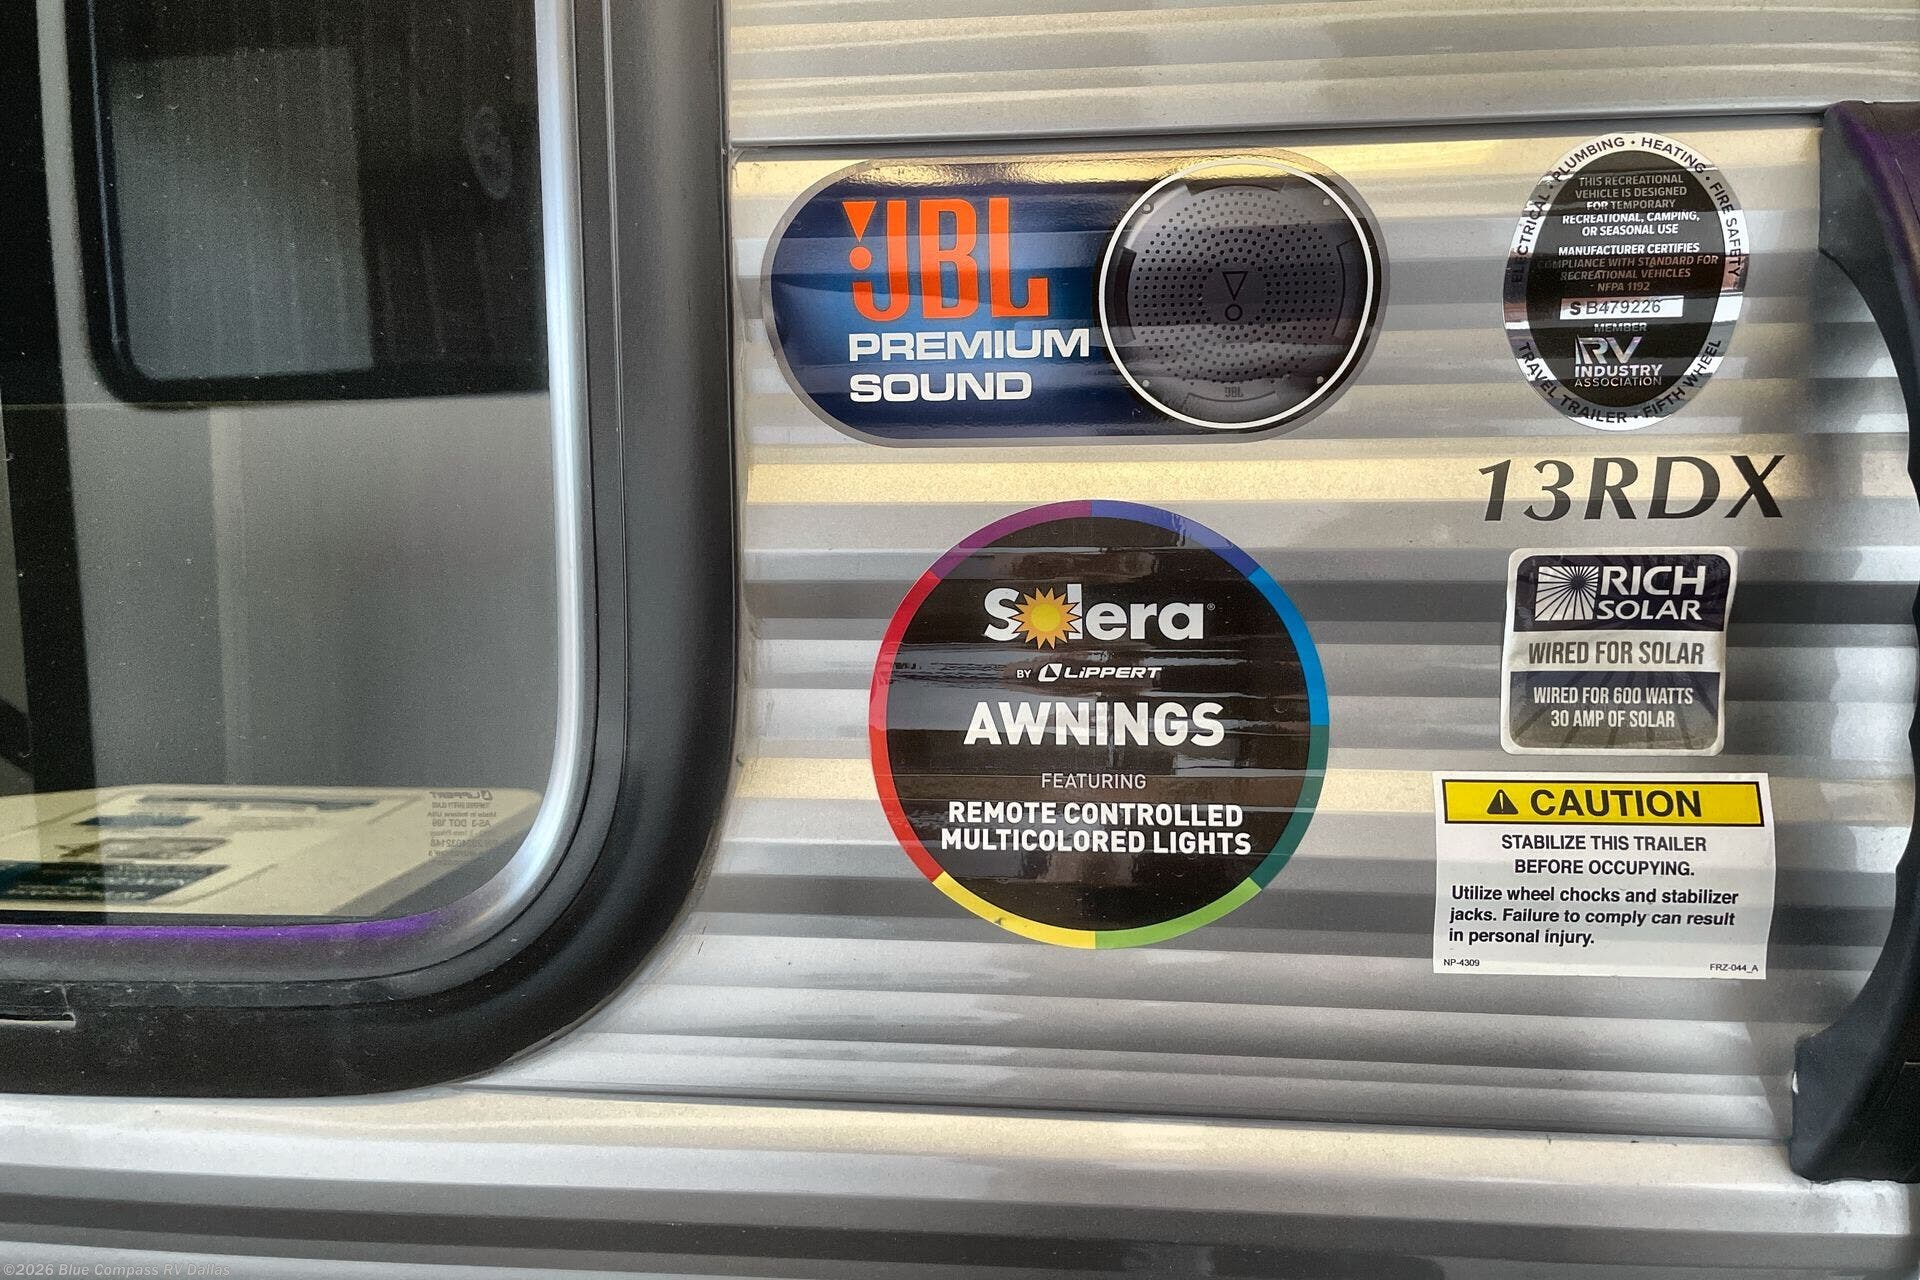 JBL
PREMIUM
SOUND
JBL
ELECTRICAL • PLUMBING • HEATING • FIRE SAFETY
THIS RECREATIONAL
VEHICLE IS DESIGNED
FOR TEMPORARY
RECREATIONAL, CAMPING,
OR SEASONAL USE
MANUFACTURER CERTIFIES
COMPLIANCE WITH STANDARD FOR
RECREATIONAL VEHICLES
NFPA 1192
S B479226
MEMBER
RV
INDUSTRY
ASSOCIATION
TRAVEL TRAILER • FIFTH WHEEL
13RDX
Solera®
BY LIPPERT
AWNINGS
FEATURING
REMOTE CONTROLLED
MULTICOLORED LIGHTS
RICH
SOLAR
WIRED FOR SOLAR
WIRED FOR 600 WATTS
30 AMP OF SOLAR
⚠ CAUTION
STABILIZE THIS TRAILER
BEFORE OCCUPYING.
Utilize wheel chocks and stabilizer
jacks. Failure to comply can result
in personal injury.
NP-4309 FRZ-044_A
LIPPERT
©2026 Blue Compass RV Dallas